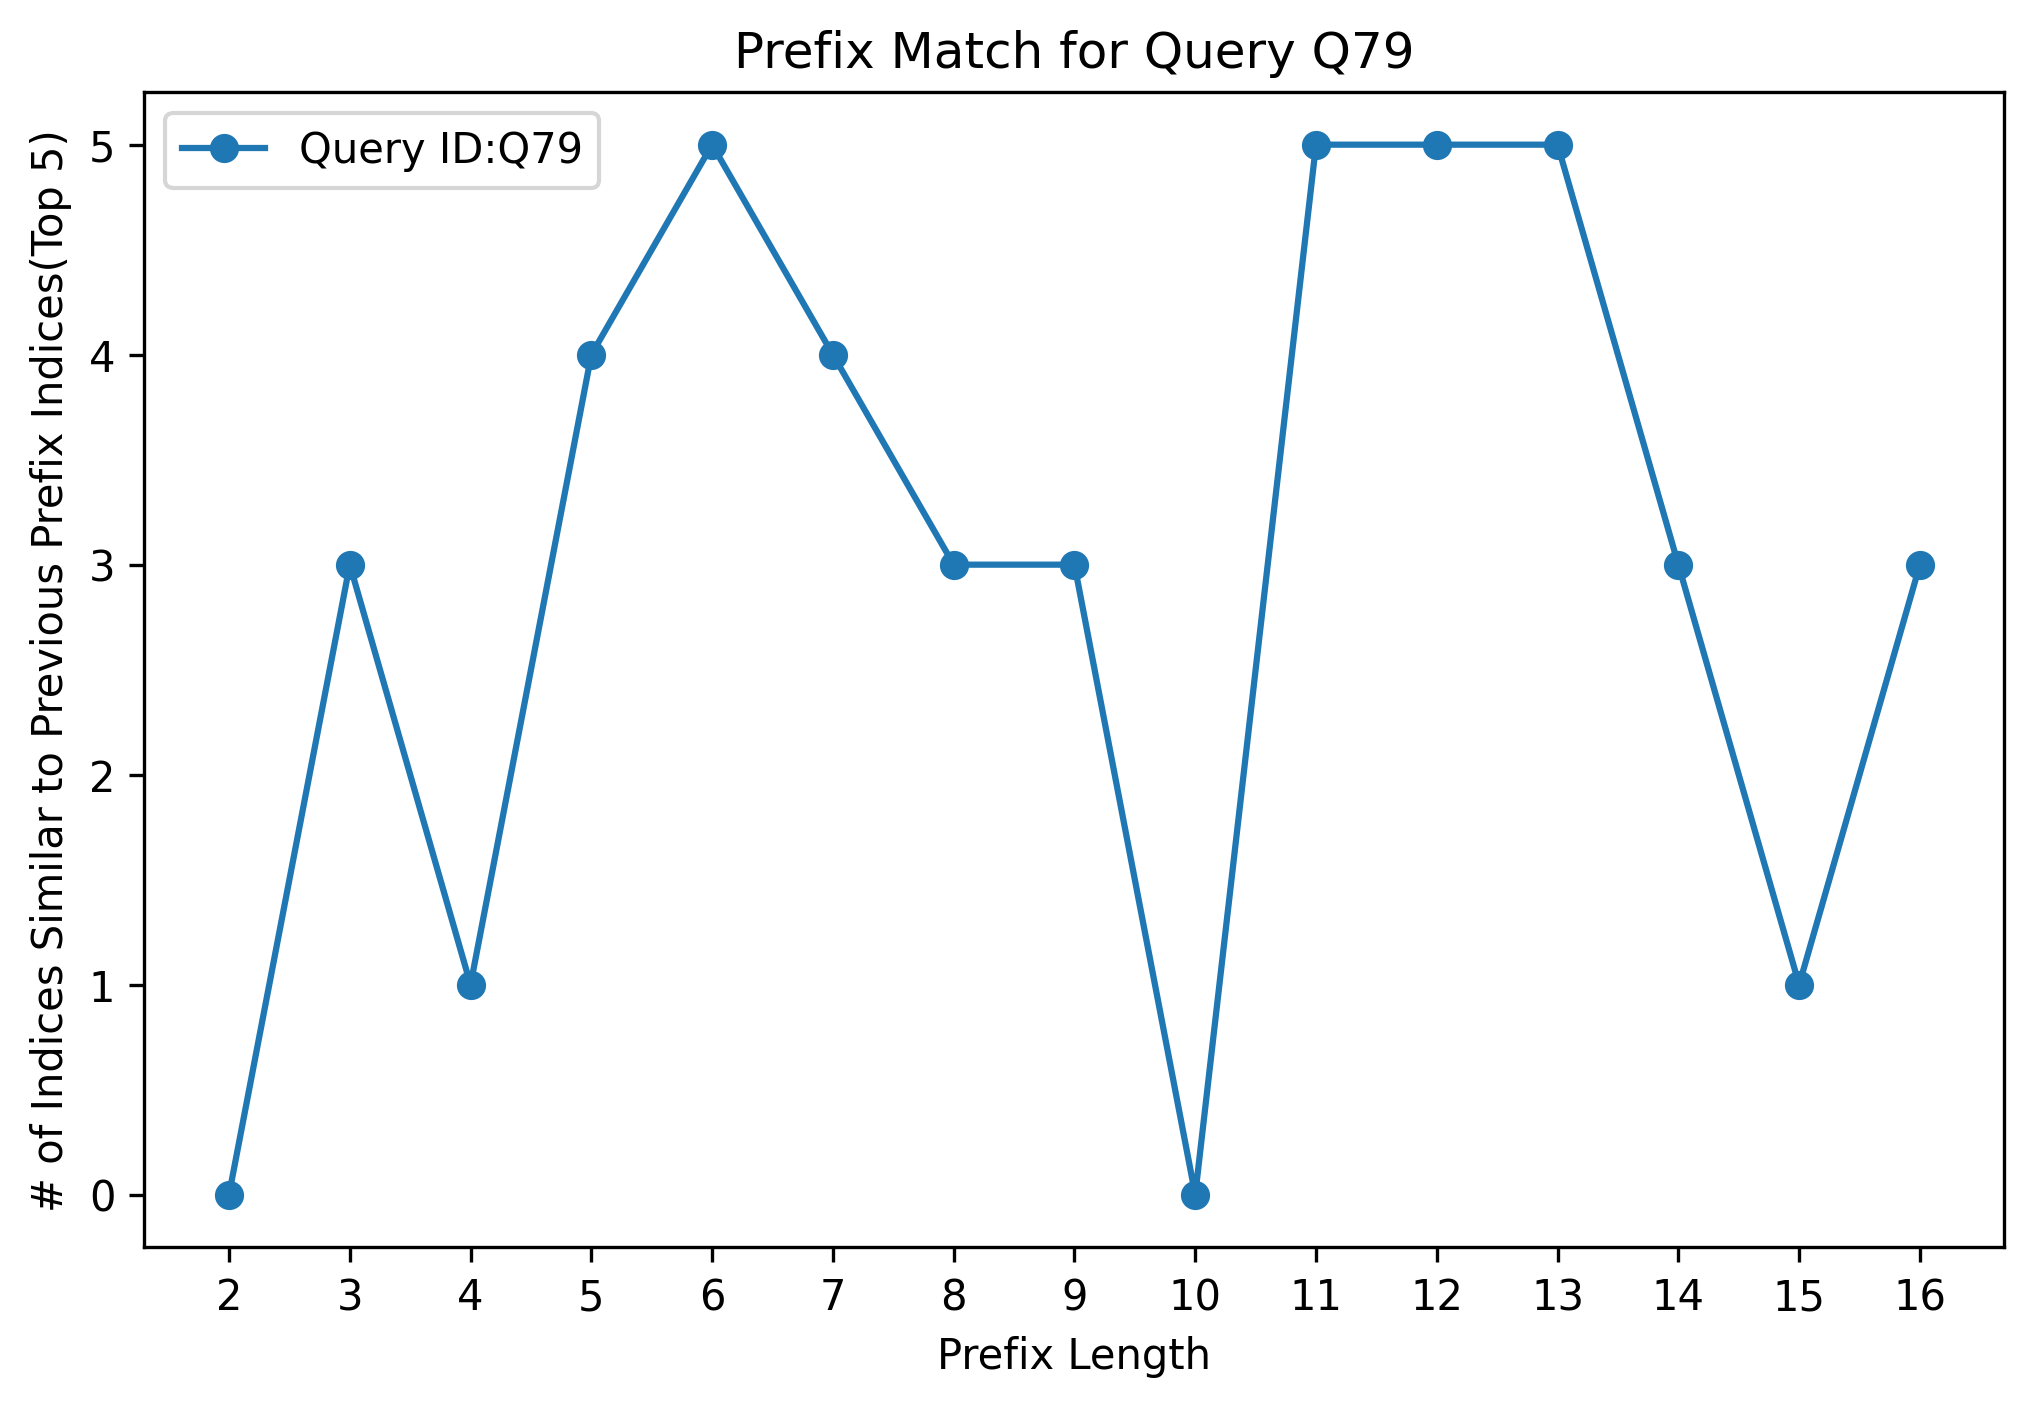 Prefix Match for Query Q79
Query ID:Q79
# of Indices Similar to Previous Prefix Indices(Top 5)
5
4
3
2
1
0
2 3 4 5 6 7 8 9 10 11 12 13 14 15 16
Prefix Length